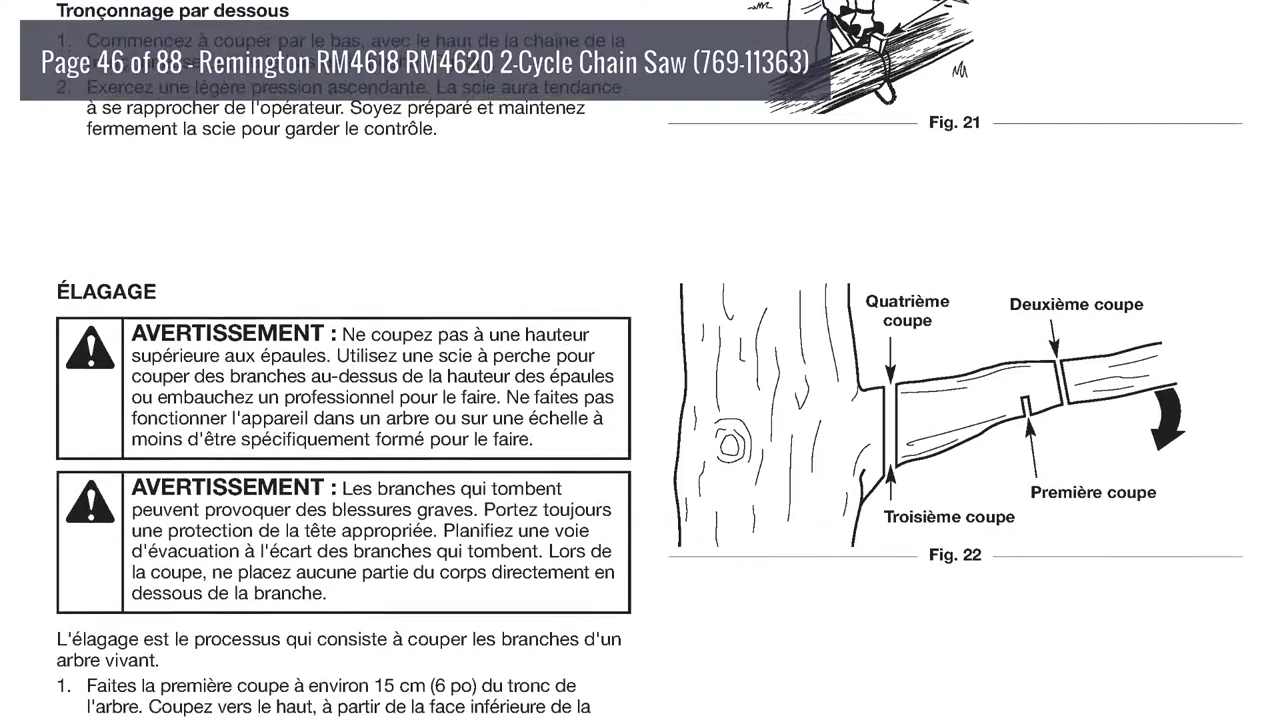 Tronçonnage par dessous
1. Commencez à couper par le bas, avec le haut de la chaîne de la
Page 46 of 88 - Remington RM4618 RM4620 2-Cycle Chain Saw (769-11363)
2. Exercez une légère pression ascendante. La scie aura tendance
à se rapprocher de l'opérateur. Soyez préparé et maintenez
fermement la scie pour garder le contrôle.
Fig. 21
ÉLAGAGE
AVERTISSEMENT : Ne coupez pas à une hauteur
supérieure aux épaules. Utilisez une scie à perche pour
couper des branches au-dessus de la hauteur des épaules
ou embauchez un professionnel pour le faire. Ne faites pas
fonctionner l'appareil dans un arbre ou sur une échelle à
moins d'être spécifiquement formé pour le faire.
AVERTISSEMENT : Les branches qui tombent
peuvent provoquer des blessures graves. Portez toujours
une protection de la tête appropriée. Planifiez une voie
d'évacuation à l'écart des branches qui tombent. Lors de
la coupe, ne placez aucune partie du corps directement en
dessous de la branche.
L'élagage est le processus qui consiste à couper les branches d'un
arbre vivant.
1. Faites la première coupe à environ 15 cm (6 po) du tronc de
l'arbre. Coupez vers le haut, à partir de la face inférieure de la
Quatrième
coupe
Deuxième coupe
Première coupe
Troisième coupe
Fig. 22